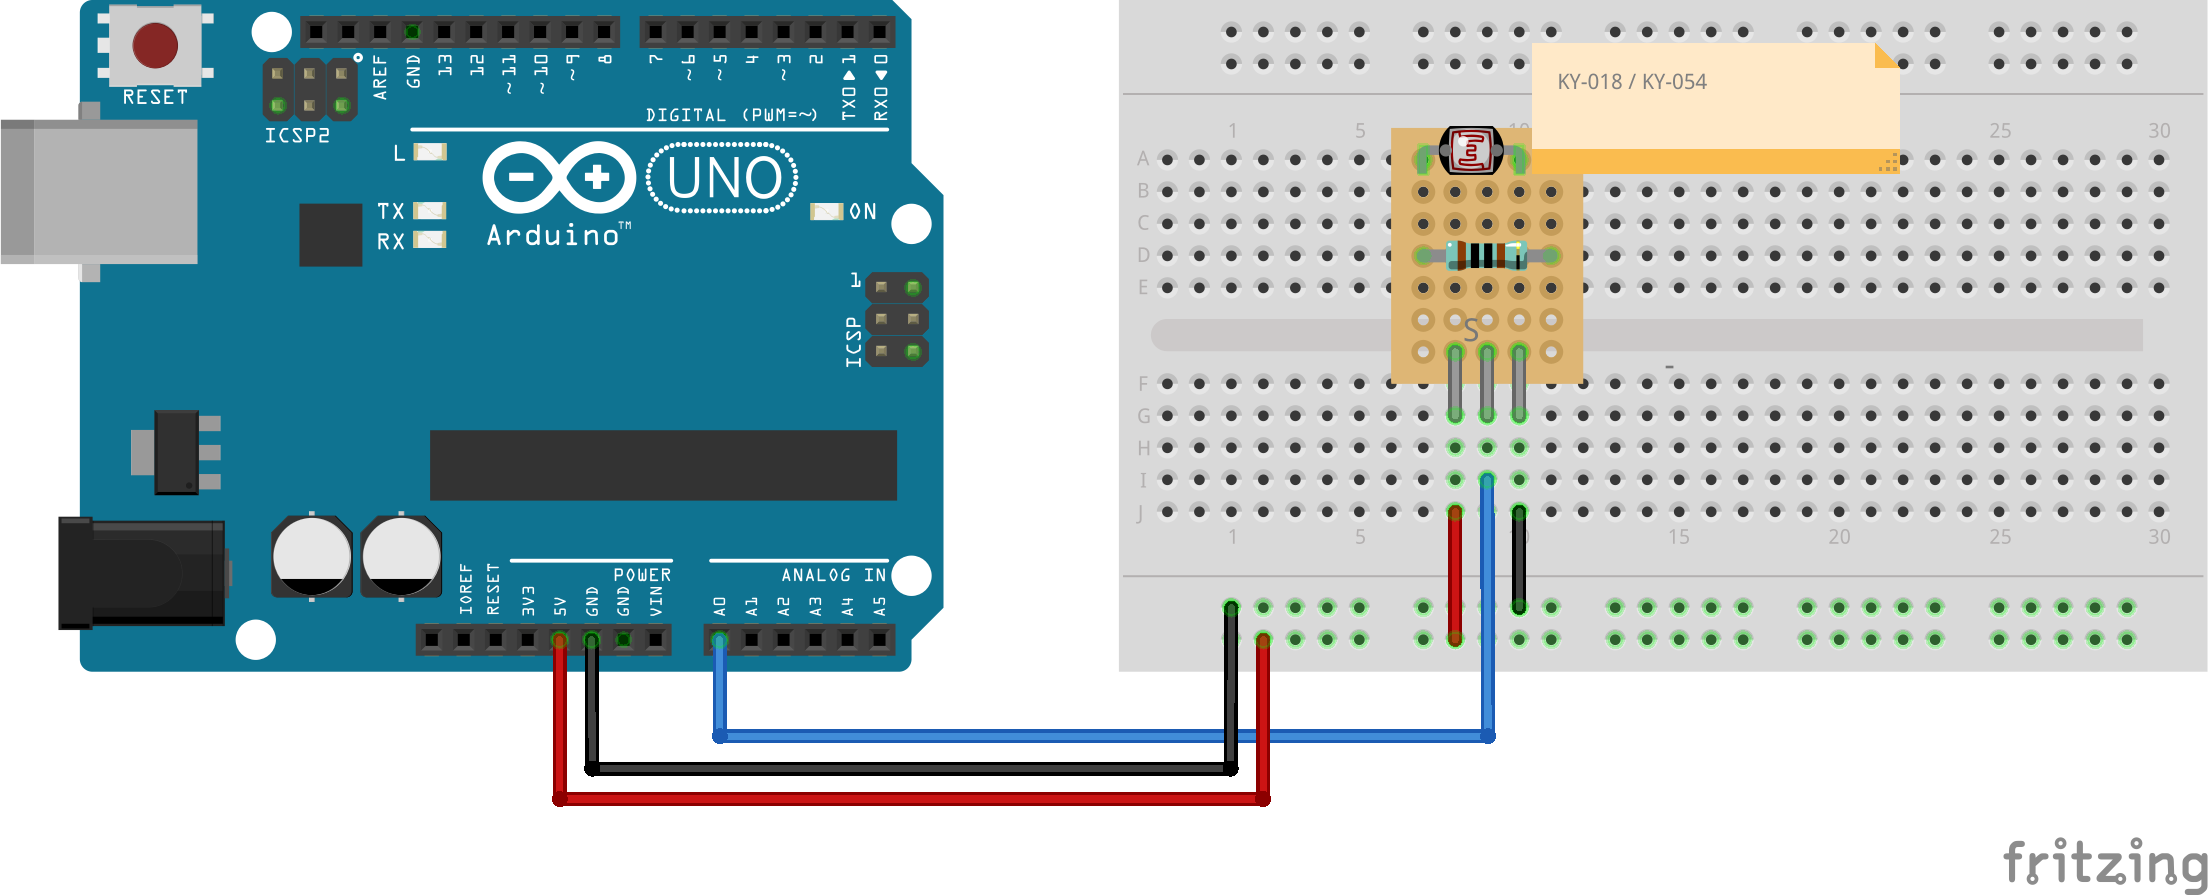 RESET
ICSP2
AREF
GND
13
12
~11
~10
~9
8
7
~6
~5
4
~3
2
TX0 ▶ 1
RX0 ◀ 0
DIGITAL (PWM=~)
L
TX
RX
UNO
Arduino™
ON
1
ICSP
IOREF
RESET
3V3
5V
GND
GND
VIN
POWER
A0
A1
A2
A3
A4
A5
ANALOG IN
KY-018 / KY-054
1 5 10 25 30
A
B
C
D
E
S
-
F
G
H
I
J
1 5 10 15 20 25 30
fritzing